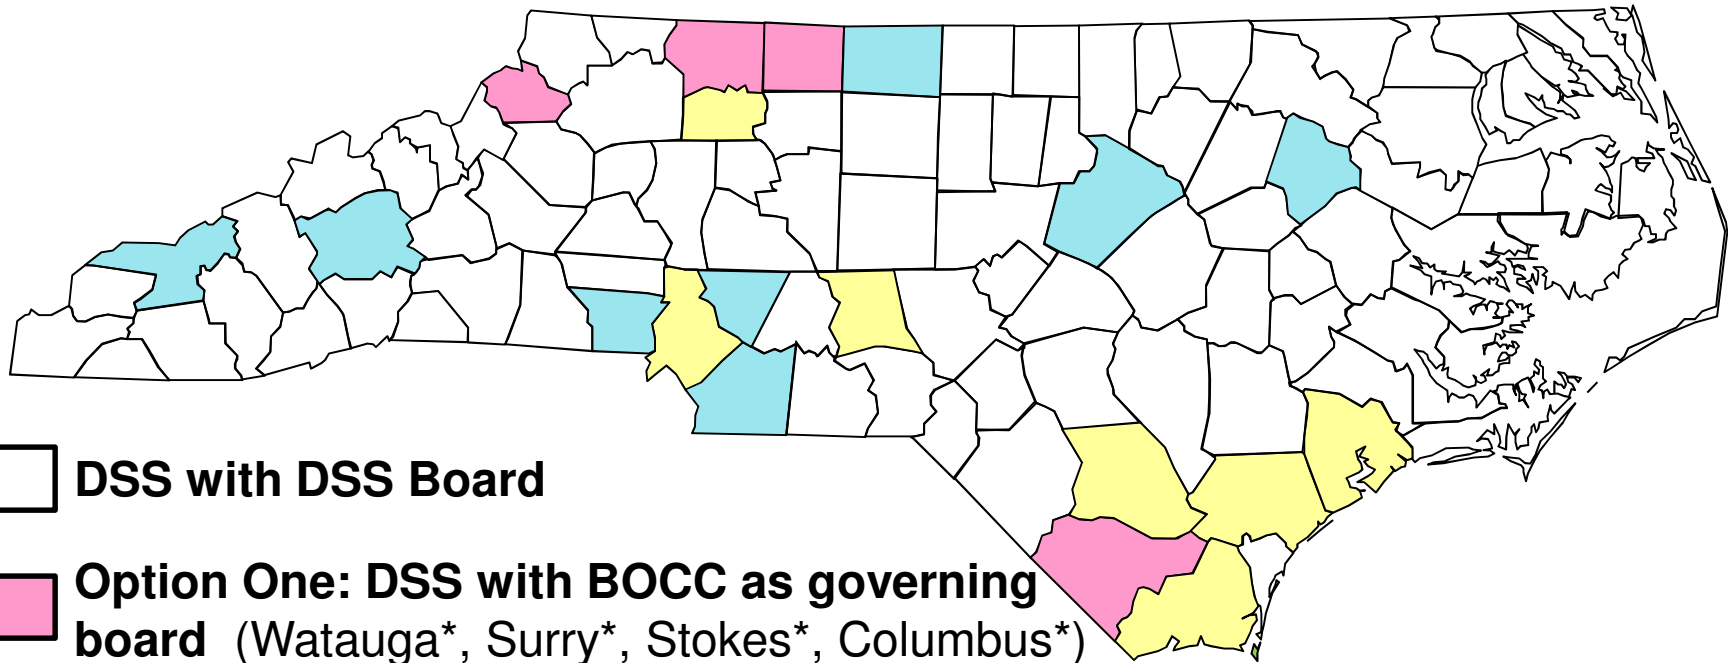 DSS with DSS Board
Option One: DSS with BOCC as governing
board (Watauga*, Surry*, Stokes*, Columbus*)